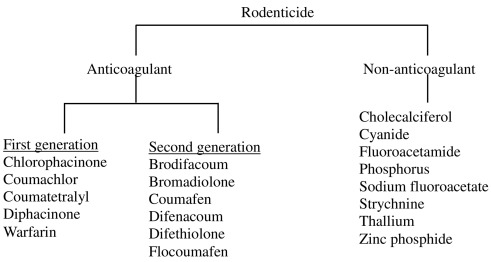 Rodenticide
Anticoagulant
Non-anticoagulant
First generation
Chlorophacinone
Coumachlor
Coumatetralyl
Diphacinone
Warfarin
Second generation
Brodifacoum
Bromadiolone
Coumafen
Difenacoum
Difethiolone
Flocoumafen
Cholecalciferol
Cyanide
Fluoroacetamide
Phosphorus
Sodium fluoroacetate
Strychnine
Thallium
Zinc phosphide